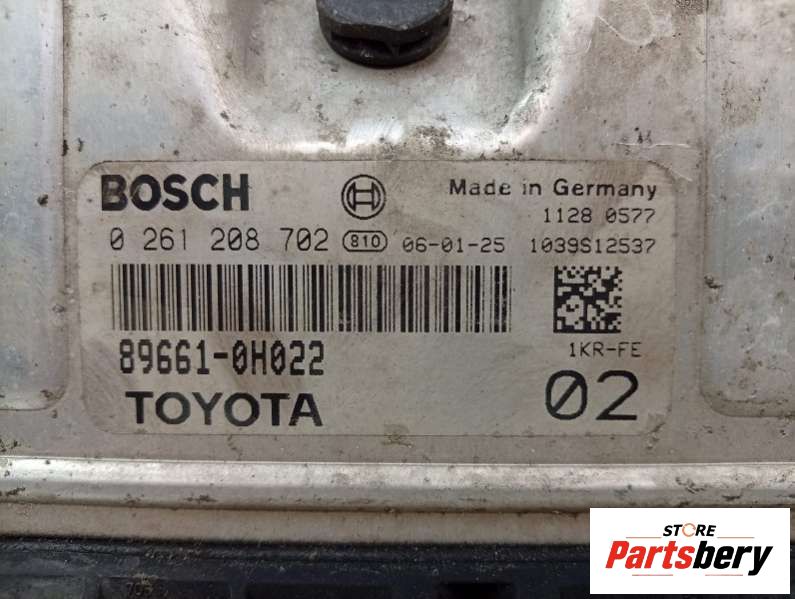 BOSCH Made in Germany
1128 0577
0 261 208 702 810 06-01-25 1039S12537
89661-0H022 1KR-FE
TOYOTA 02
STORE
Partsbery